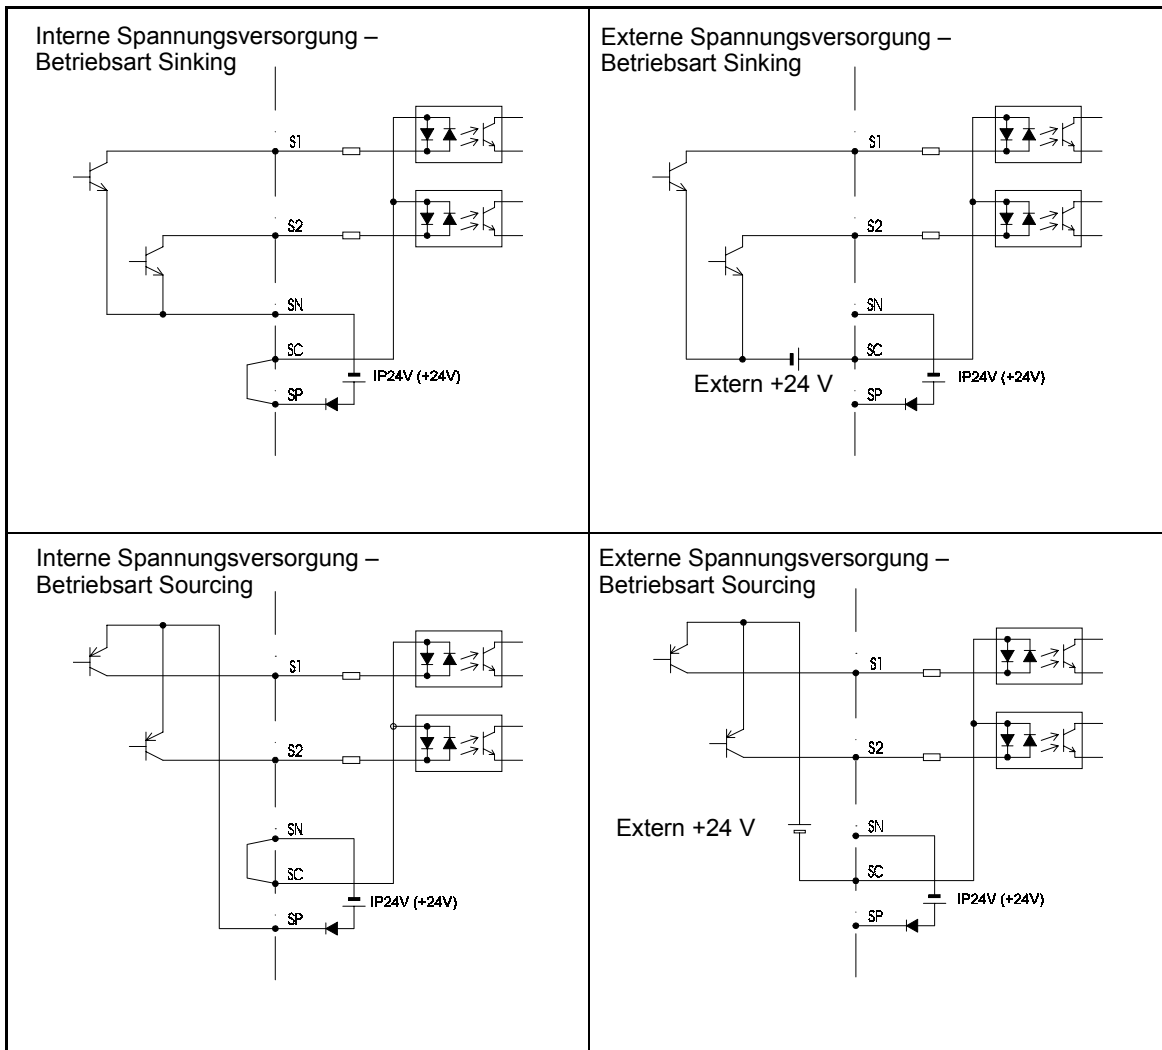 Interne Spannungsversorgung –
Betriebsart Sinking
S1
S2
SN
SC
IP24V (+24V)
SP
Externe Spannungsversorgung –
Betriebsart Sinking
S1
S2
SN
SC
Extern +24 V
IP24V (+24V)
SP
Interne Spannungsversorgung –
Betriebsart Sourcing
S1
S2
SN
SC
IP24V (+24V)
SP
Externe Spannungsversorgung –
Betriebsart Sourcing
S1
S2
Extern +24 V
SN
SC
IP24V (+24V)
SP